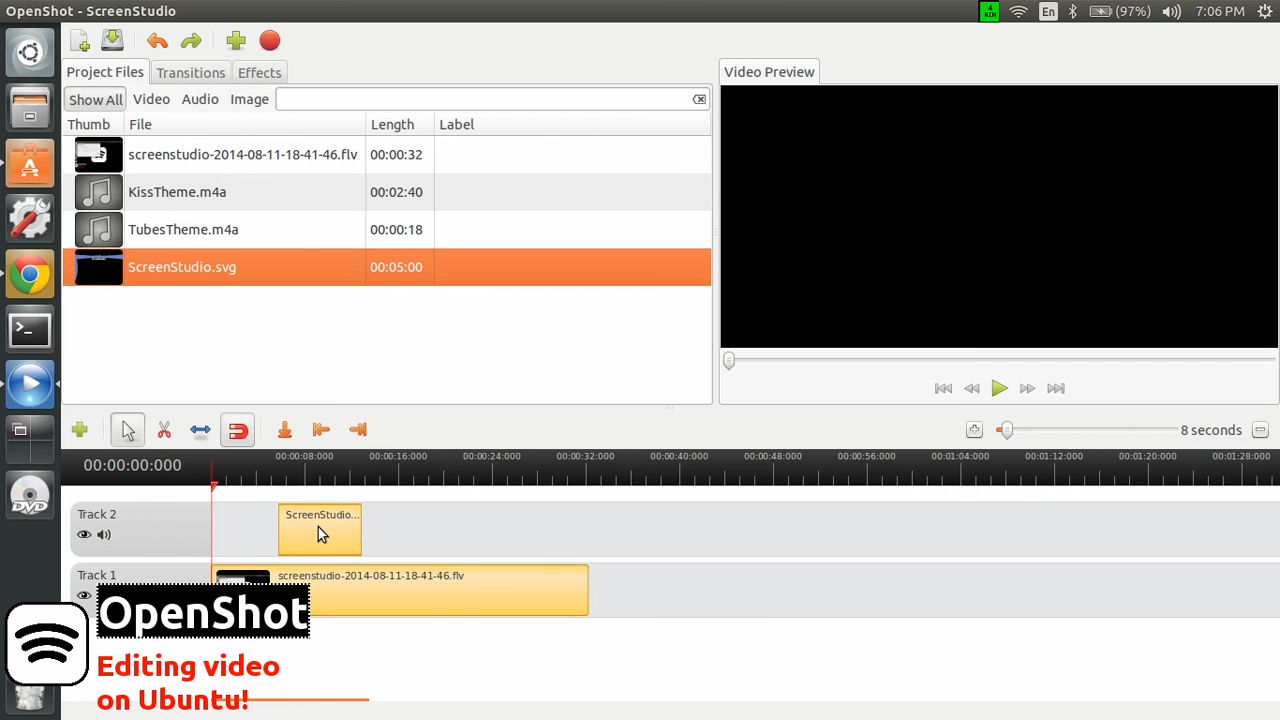 OpenShot - ScreenStudio
4
KIN
En
(97%)
7:06 PM
Project Files
Transitions
Effects
Video Preview
Show All
Video
Audio
Image
Thumb
File
Length
Label
screenstudio-2014-08-11-18-41-46.flv
00:00:32
KissTheme.m4a
00:02:40
TubesTheme.m4a
00:00:18
ScreenStudio.svg
00:05:00
8 seconds
00:00:00:000
00:00:08:000
00:00:16:000
00:00:24:000
00:00:32:000
00:00:40:000
00:00:48:000
00:00:56:000
00:01:04:000
00:01:12:000
00:01:20:000
00:01:28:000
Track 2
ScreenStudio...
Track 1
screenstudio-2014-08-11-18-41-46.flv
OpenShot
Editing video
on Ubuntu!
DVD